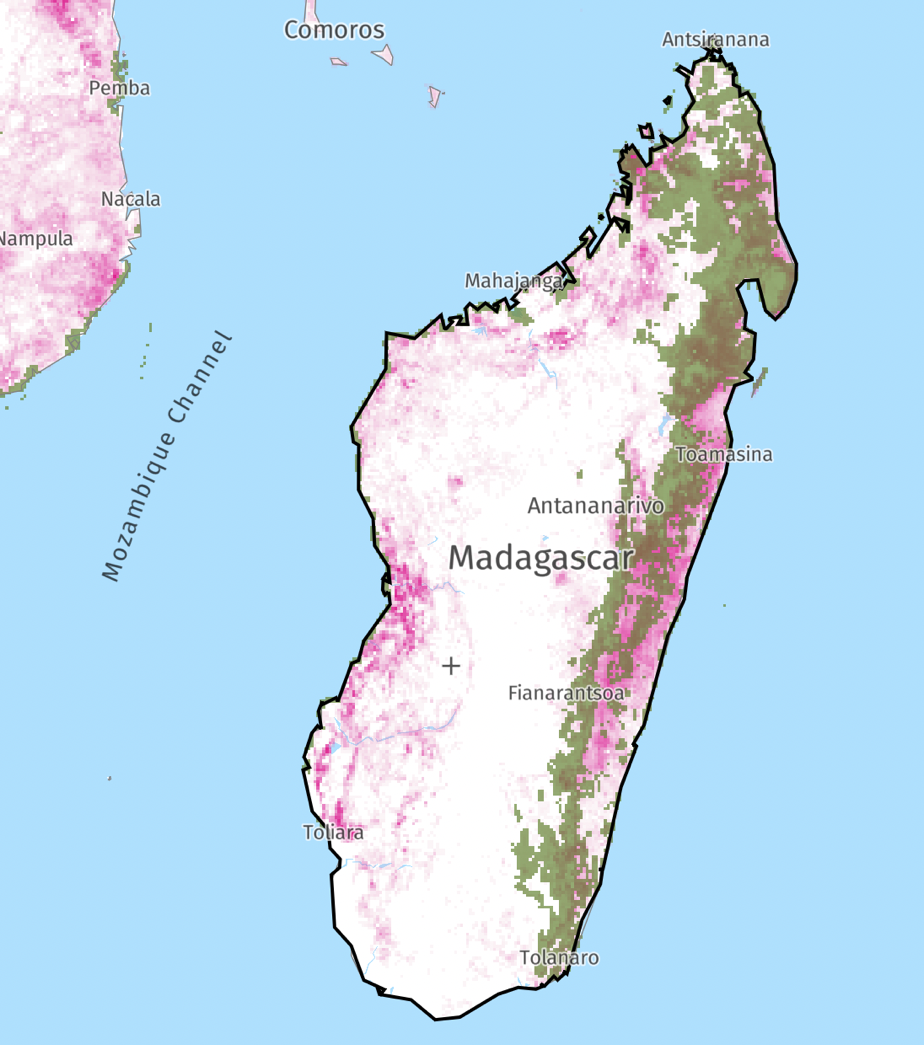 Comoros
Antsiranana
Pemba
Nacala
Nampula
Mahajanga
Mozambique Channel
Toamasina
Antananarivo
Madagascar
Fianarantsoa
Toliara
Tolanaro